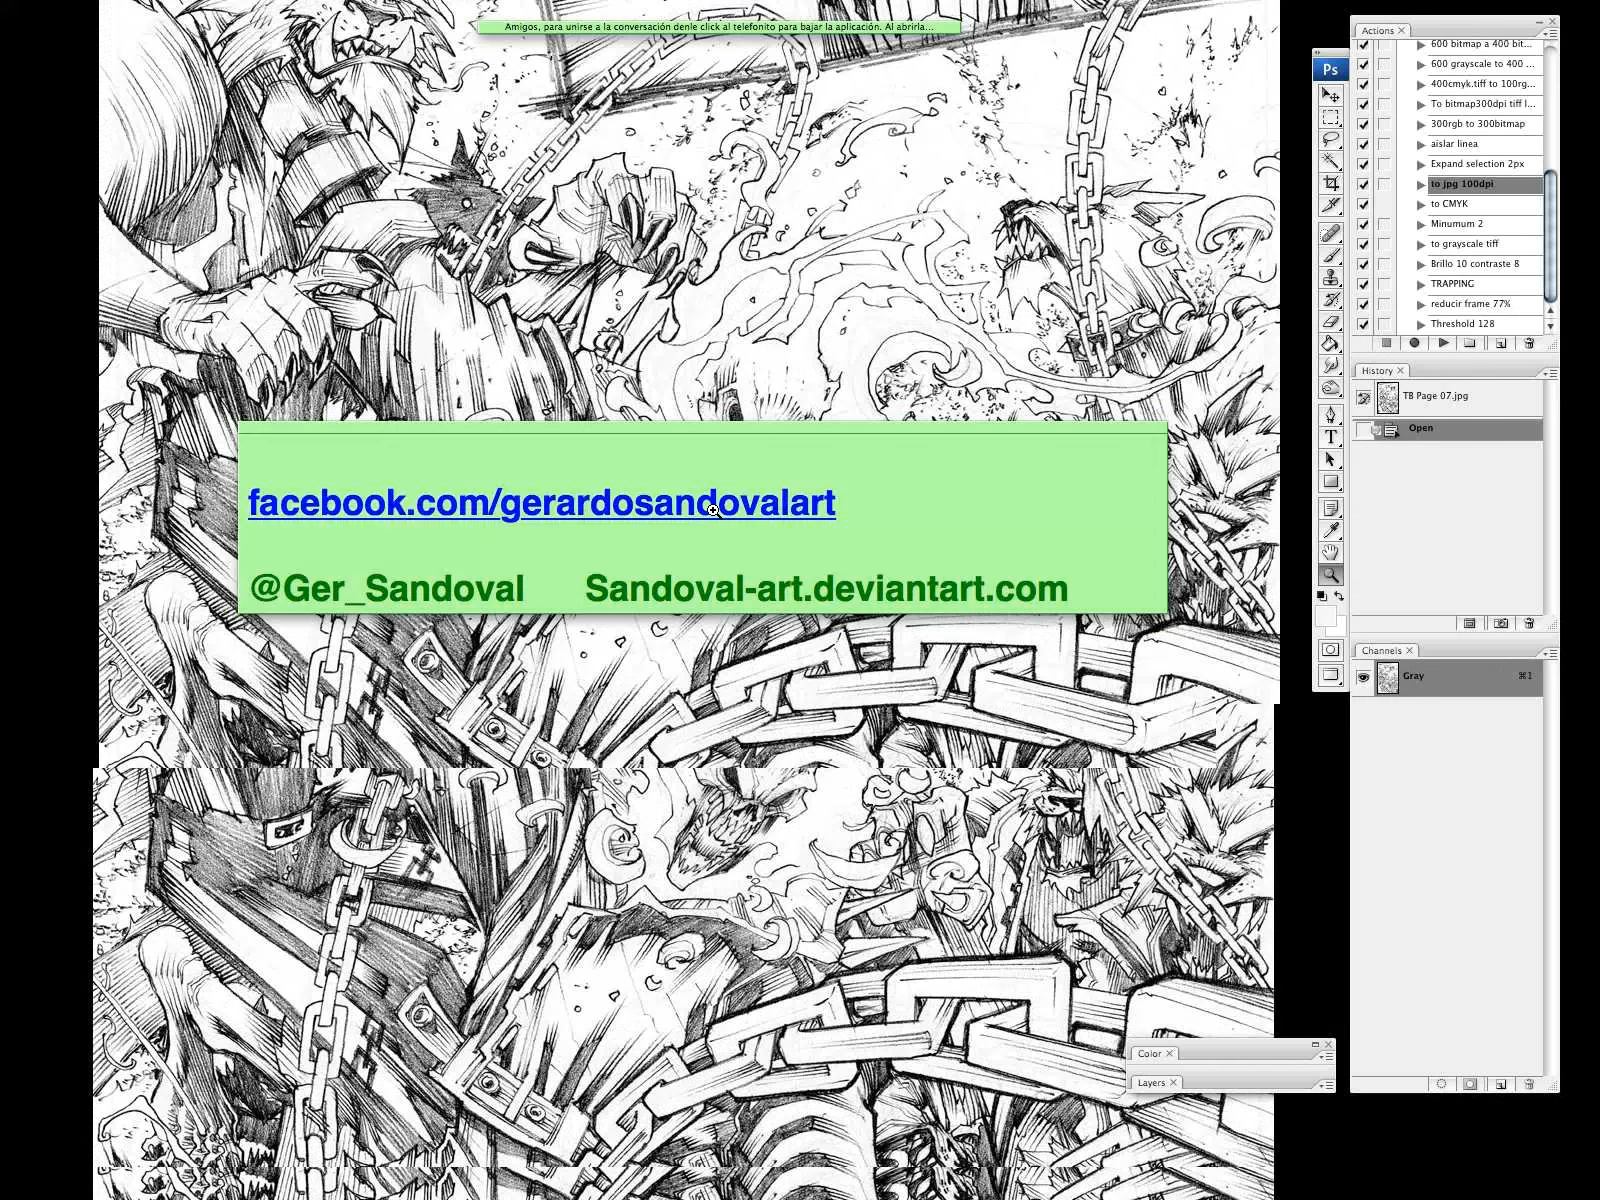 Amigos, para unirse a la conversación denle click al telefonito para bajar la aplicación. Al abrirla...
facebook.com/gerardosandovalart
@Ger_Sandoval Sandoval-art.deviantart.com
Ps
Actions
600 bitmap a 400 bit...
600 grayscale to 400 ...
400cmyk.tiff to 100rg...
To bitmap300dpi tiff l...
300rgb to 300bitmap
aislar linea
Expand selection 2px
to jpg 100dpi
to CMYK
Minumum 2
to grayscale tiff
Brillo 10 contraste 8
TRAPPING
reducir frame 77%
Threshold 128
History
TB Page 07.jpg
Open
Channels
Gray ⌘1
Color
Layers